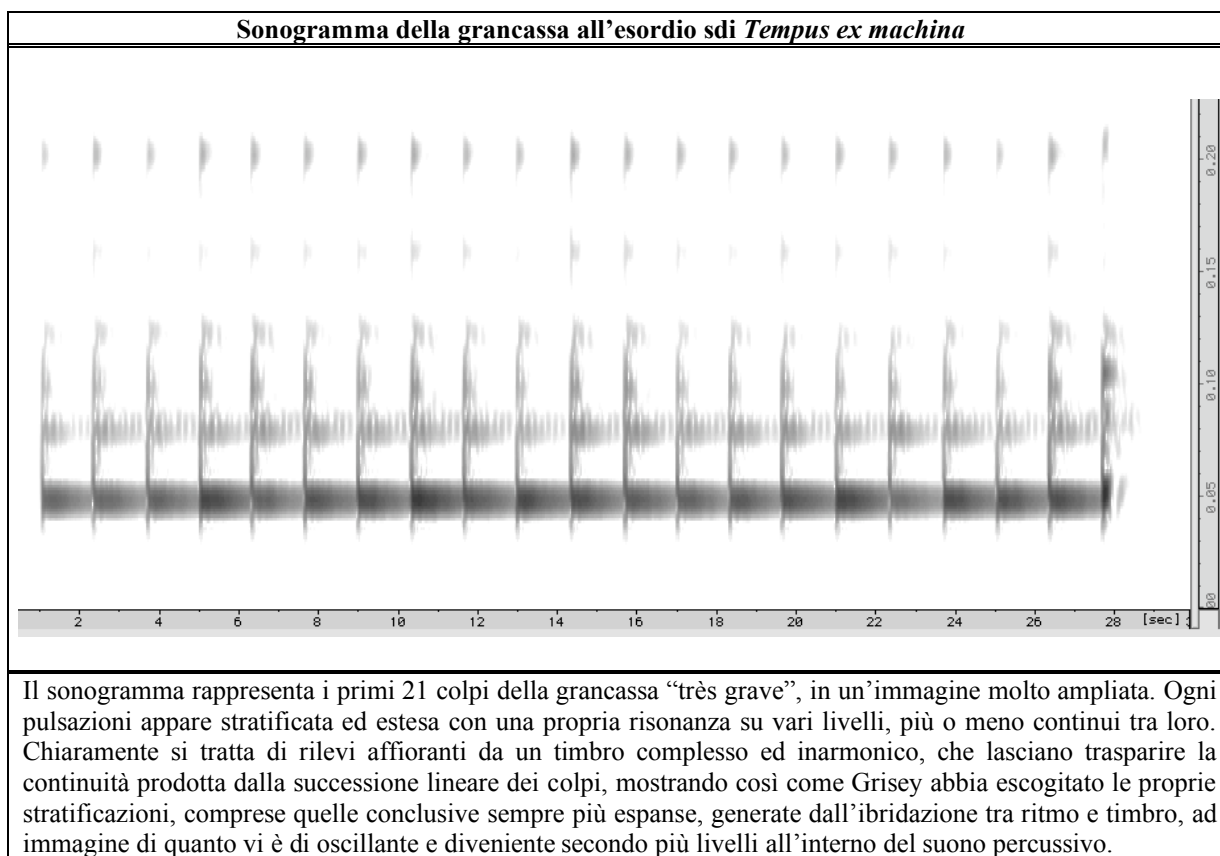 Sonogramma della grancassa all’esordio sdi Tempus ex machina
0.20
0.15
0.10
0.05
00
2 4 6 8 10 12 14 16 18 20 22 24 26 28 [sec]
Il sonogramma rappresenta i primi 21 colpi della grancassa “très grave”, in un’immagine molto ampliata. Ogni
pulsazioni appare stratificata ed estesa con una propria risonanza su vari livelli, più o meno continui tra loro.
Chiaramente si tratta di rilevi affioranti da un timbro complesso ed inarmonico, che lasciano trasparire la
continuità prodotta dalla successione lineare dei colpi, mostrando così come Grisey abbia escogitato le proprie
stratificazioni, comprese quelle conclusive sempre più espanse, generate dall’ibridazione tra ritmo e timbro, ad
immagine di quanto vi è di oscillante e diveniente secondo più livelli all’interno del suono percussivo.